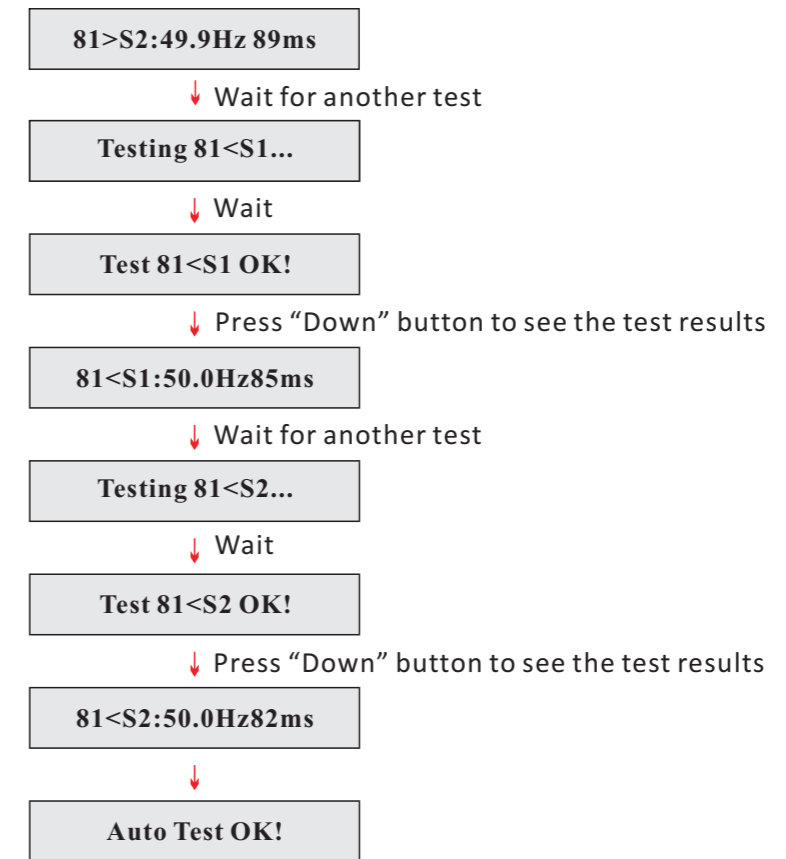 81>S2:49.9Hz 89ms
Wait for another test
Testing 81<S1...
Wait
Test 81<S1 OK!
Press “Down” button to see the test results
81<S1:50.0Hz85ms
Wait for another test
Testing 81<S2...
Wait
Test 81<S2 OK!
Press “Down” button to see the test results
81<S2:50.0Hz82ms
Auto Test OK!